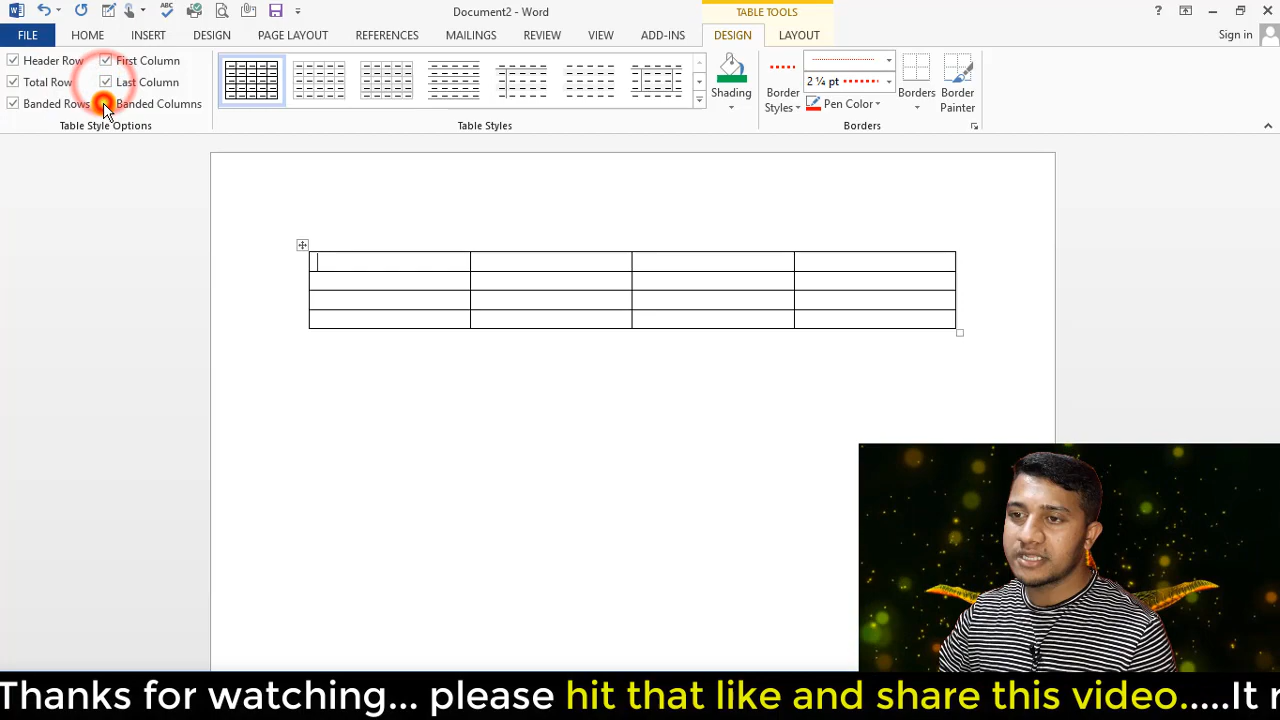 Document2 - Word
TABLE TOOLS
?
FILE HOME INSERT DESIGN PAGE LAYOUT REFERENCES MAILINGS REVIEW VIEW ADD-INS DESIGN LAYOUT
Sign in
Header Row First Column
Total Row Last Column
Banded Rows Banded Columns
Table Style Options
Table Styles
Shading
Border Styles
2 ¼ pt
Pen Color
Borders
Border Painter
Borders
Thanks for watching... please hit that like and share this video.....It